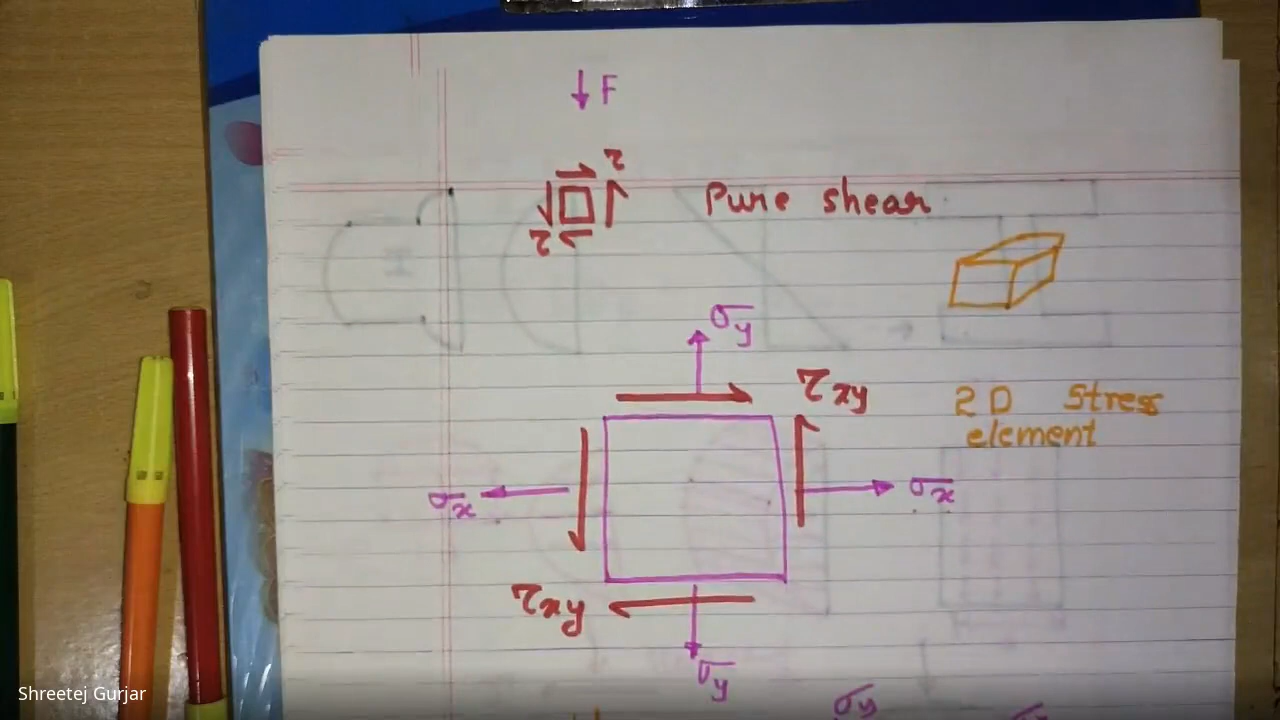 F
τ
Pure shear
τ
σy
τxy
2D Stress
element
σx
σx
τxy
σy
σy
Shreetej Gurjar